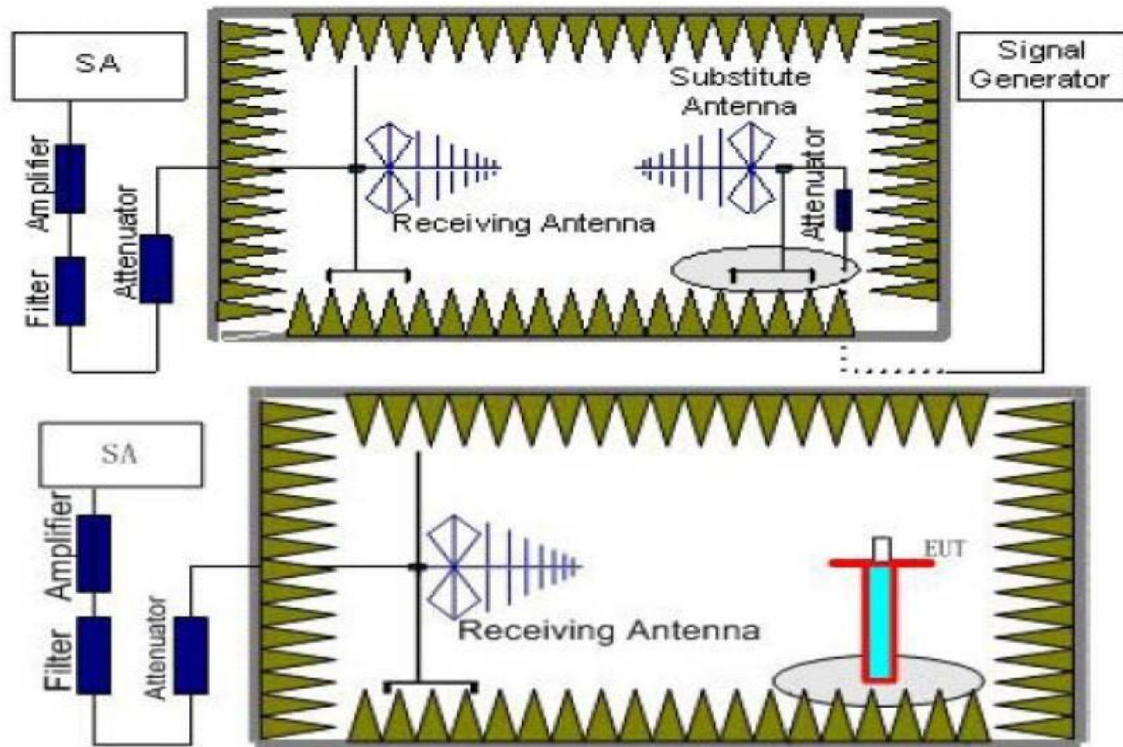 SA
Signal
Generator
Substitute
Antenna
Amplifier
Filter
Attenuator
Receiving Antenna
Attenuator
SA
Amplifier
Filter
Attenuator
Receiving Antenna
EUT